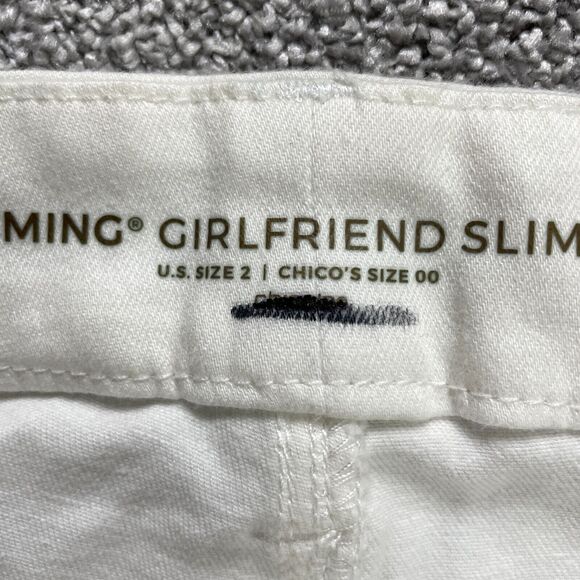 MING® GIRLFRIEND SLIM
U.S. SIZE 2 | CHICO'S SIZE 00